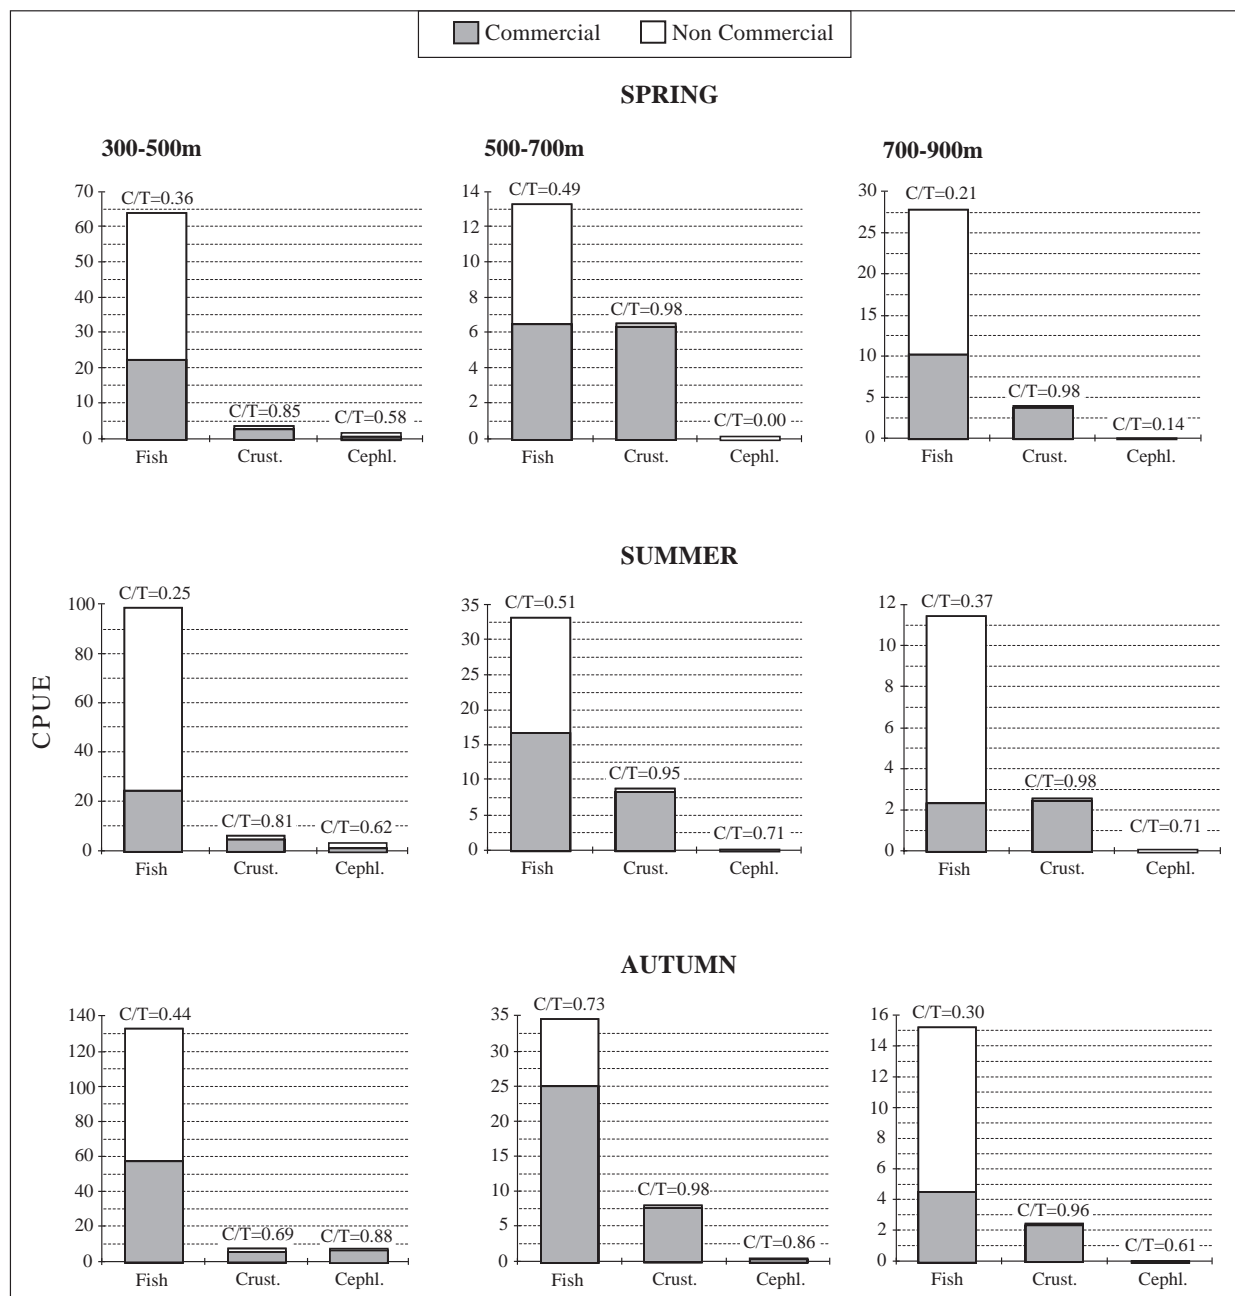 Commercial Non Commercial
SPRING
300-500m 500-700m 700-900m
70
60
50
40
30
20
10
0
C/T=0.36
C/T=0.85
C/T=0.58
Fish Crust. Cephl.
14
12
10
8
6
4
2
0
C/T=0.49
C/T=0.98
C/T=0.00
Fish Crust. Cephl.
30
25
20
15
10
5
0
C/T=0.21
C/T=0.98
C/T=0.14
Fish Crust. Cephl.
SUMMER
CPUE
100
80
60
40
20
0
C/T=0.25
C/T=0.81
C/T=0.62
Fish Crust. Cephl.
35
30
25
20
15
10
5
0
C/T=0.51
C/T=0.95
C/T=0.71
Fish Crust. Cephl.
12
10
8
6
4
2
0
C/T=0.37
C/T=0.98
C/T=0.71
Fish Crust. Cephl.
AUTUMN
140
120
100
80
60
40
20
0
C/T=0.44
C/T=0.69
C/T=0.88
Fish Crust. Cephl.
35
30
25
20
15
10
5
0
C/T=0.73
C/T=0.98
C/T=0.86
Fish Crust. Cephl.
16
14
12
10
8
6
4
2
0
C/T=0.30
C/T=0.96
C/T=0.61
Fish Crust. Cephl.